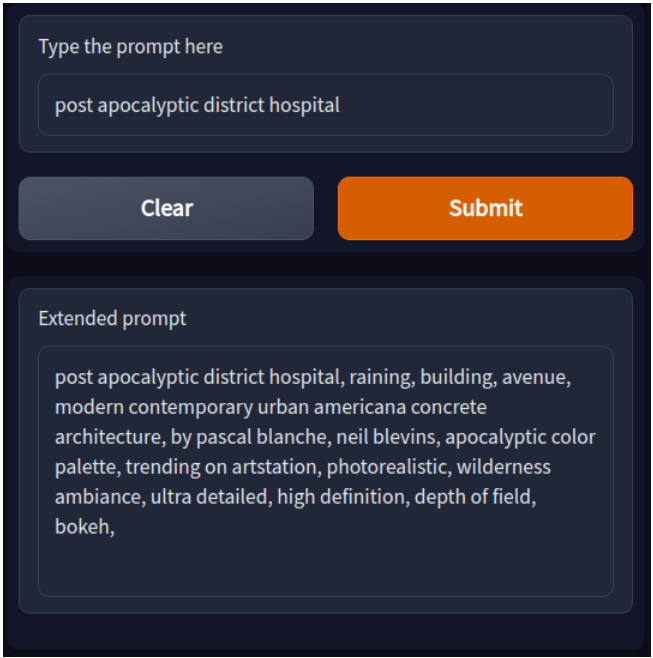 Type the prompt here
post apocalyptic district hospital
Clear
Submit
Extended prompt
post apocalyptic district hospital, raining, building, avenue,
modern contemporary urban americana concrete
architecture, by pascal blanche, neil blevins, apocalyptic color
palette, trending on artstation, photorealistic, wilderness
ambiance, ultra detailed, high definition, depth of field,
bokeh,